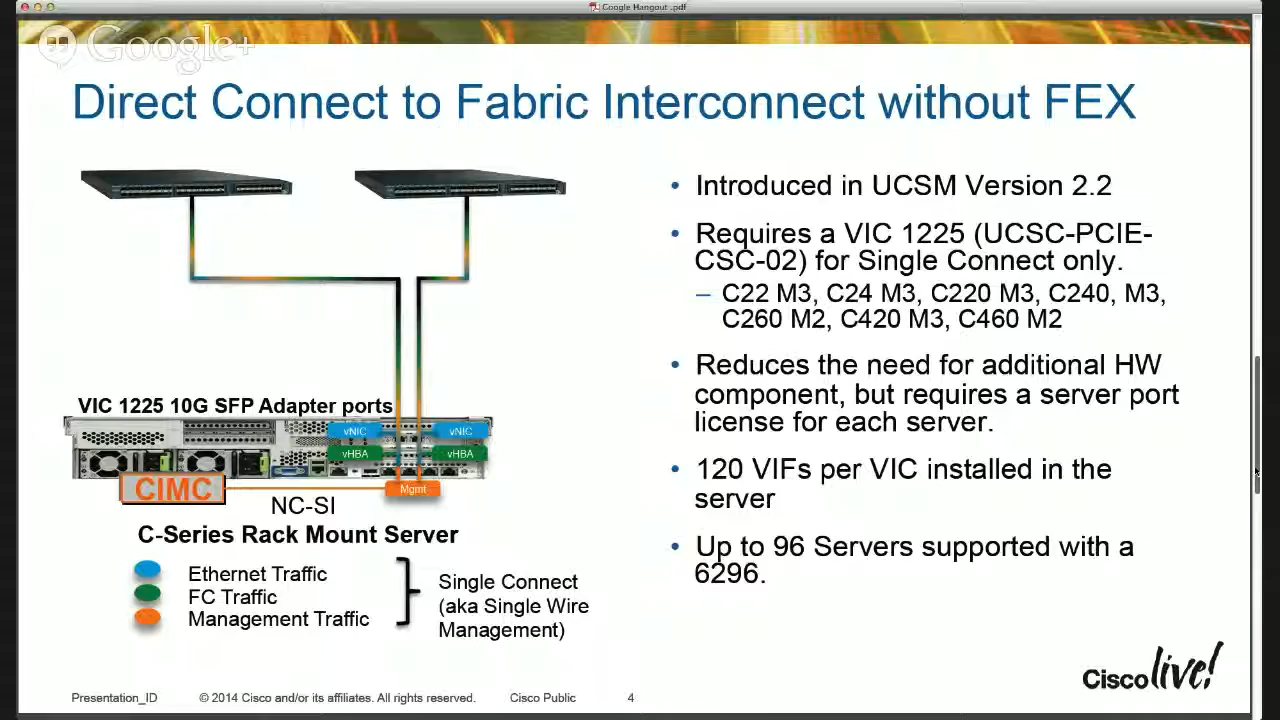 Google Hangout .pdf
Google+
Direct Connect to Fabric Interconnect without FEX
• Introduced in UCSM Version 2.2
• Requires a VIC 1225 (UCSC-PCIE-
CSC-02) for Single Connect only.
– C22 M3, C24 M3, C220 M3, C240, M3,
C260 M2, C420 M3, C460 M2
• Reduces the need for additional HW
component, but requires a server port
license for each server.
• 120 VIFs per VIC installed in the
server
• Up to 96 Servers supported with a
6296.
VIC 1225 10G SFP Adapter ports
vNIC
vNIC
vHBA
vHBA
CIMC
Mgmt
NC-SI
C-Series Rack Mount Server
Ethernet Traffic
FC Traffic
Management Traffic
Single Connect
(aka Single Wire
Management)
Presentation_ID
© 2014 Cisco and/or its affiliates. All rights reserved.
Cisco Public
4
Cisco live!